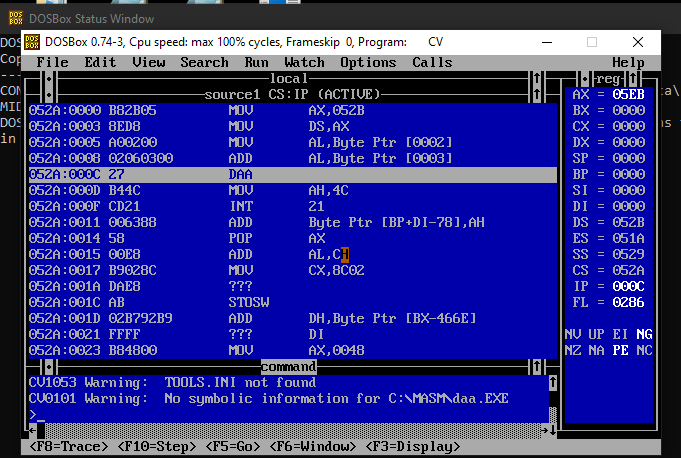 DOSBox Status Window
DOSBox 0.74-3, Cpu speed: max 100% cycles, Frameskip 0, Program: CV
DOS
Cop
---
CON
MID
DOS
in
ta\
ns
File Edit View Search Run Watch Options Calls Help
local
source1 CS:IP (ACTIVE)
052A:0000 B82B05 MOV AX,052B
052A:0003 8ED8 MOV DS,AX
052A:0005 A00200 MOV AL,Byte Ptr [0002]
052A:0008 02060300 ADD AL,Byte Ptr [0003]
052A:000C 27 DAA
052A:000D B44C MOV AH,4C
052A:000F CD21 INT 21
052A:0011 006388 ADD Byte Ptr [BP+DI-78],AH
052A:0014 58 POP AX
052A:0015 00E8 ADD AL,CH
052A:0017 B9028C MOV CX,8C02
052A:001A DAE8 ???
052A:001C AB STOSW
052A:001D 02B792B9 ADD DH,Byte Ptr [BX-466E]
052A:0021 FFFF ??? DI
052A:0023 B84800 MOV AX,0048
reg
AX = 05EB
BX = 0000
CX = 0000
DX = 0000
SP = 0000
BP = 0000
SI = 0000
DI = 0000
DS = 052B
ES = 051A
SS = 0529
CS = 052A
IP = 000C
FL = 0286
NV UP EI NG
NZ NA PE NC
command
CV1053 Warning: TOOLS.INI not found
CV0101 Warning: No symbolic information for C:\MASM\daa.EXE
>_
<F8=Trace> <F10=Step> <F5=Go> <F6=Window> <F3=Display>